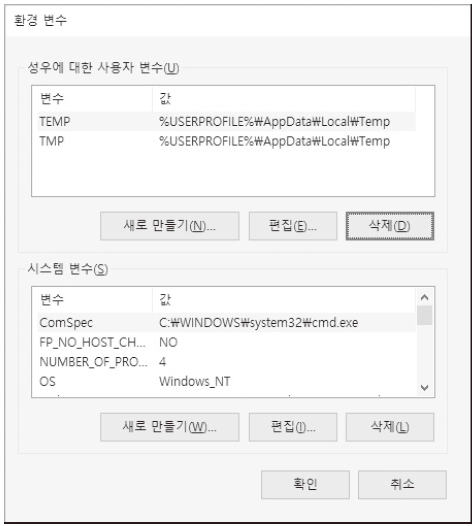 환경 변수
성우에 대한 사용자 변수(U)
변수 값
TEMP %USERPROFILE%₩AppData₩Local₩Temp
TMP %USERPROFILE%₩AppData₩Local₩Temp
새로 만들기(N)... 편집(E)... 삭제(D)
시스템 변수(S)
변수 값
ComSpec C:₩WINDOWS₩system32₩cmd.exe
FP_NO_HOST_CH... NO
NUMBER_OF_PRO... 4
OS Windows_NT
새로 만들기(W)... 편집(I)... 삭제(L)
확인 취소